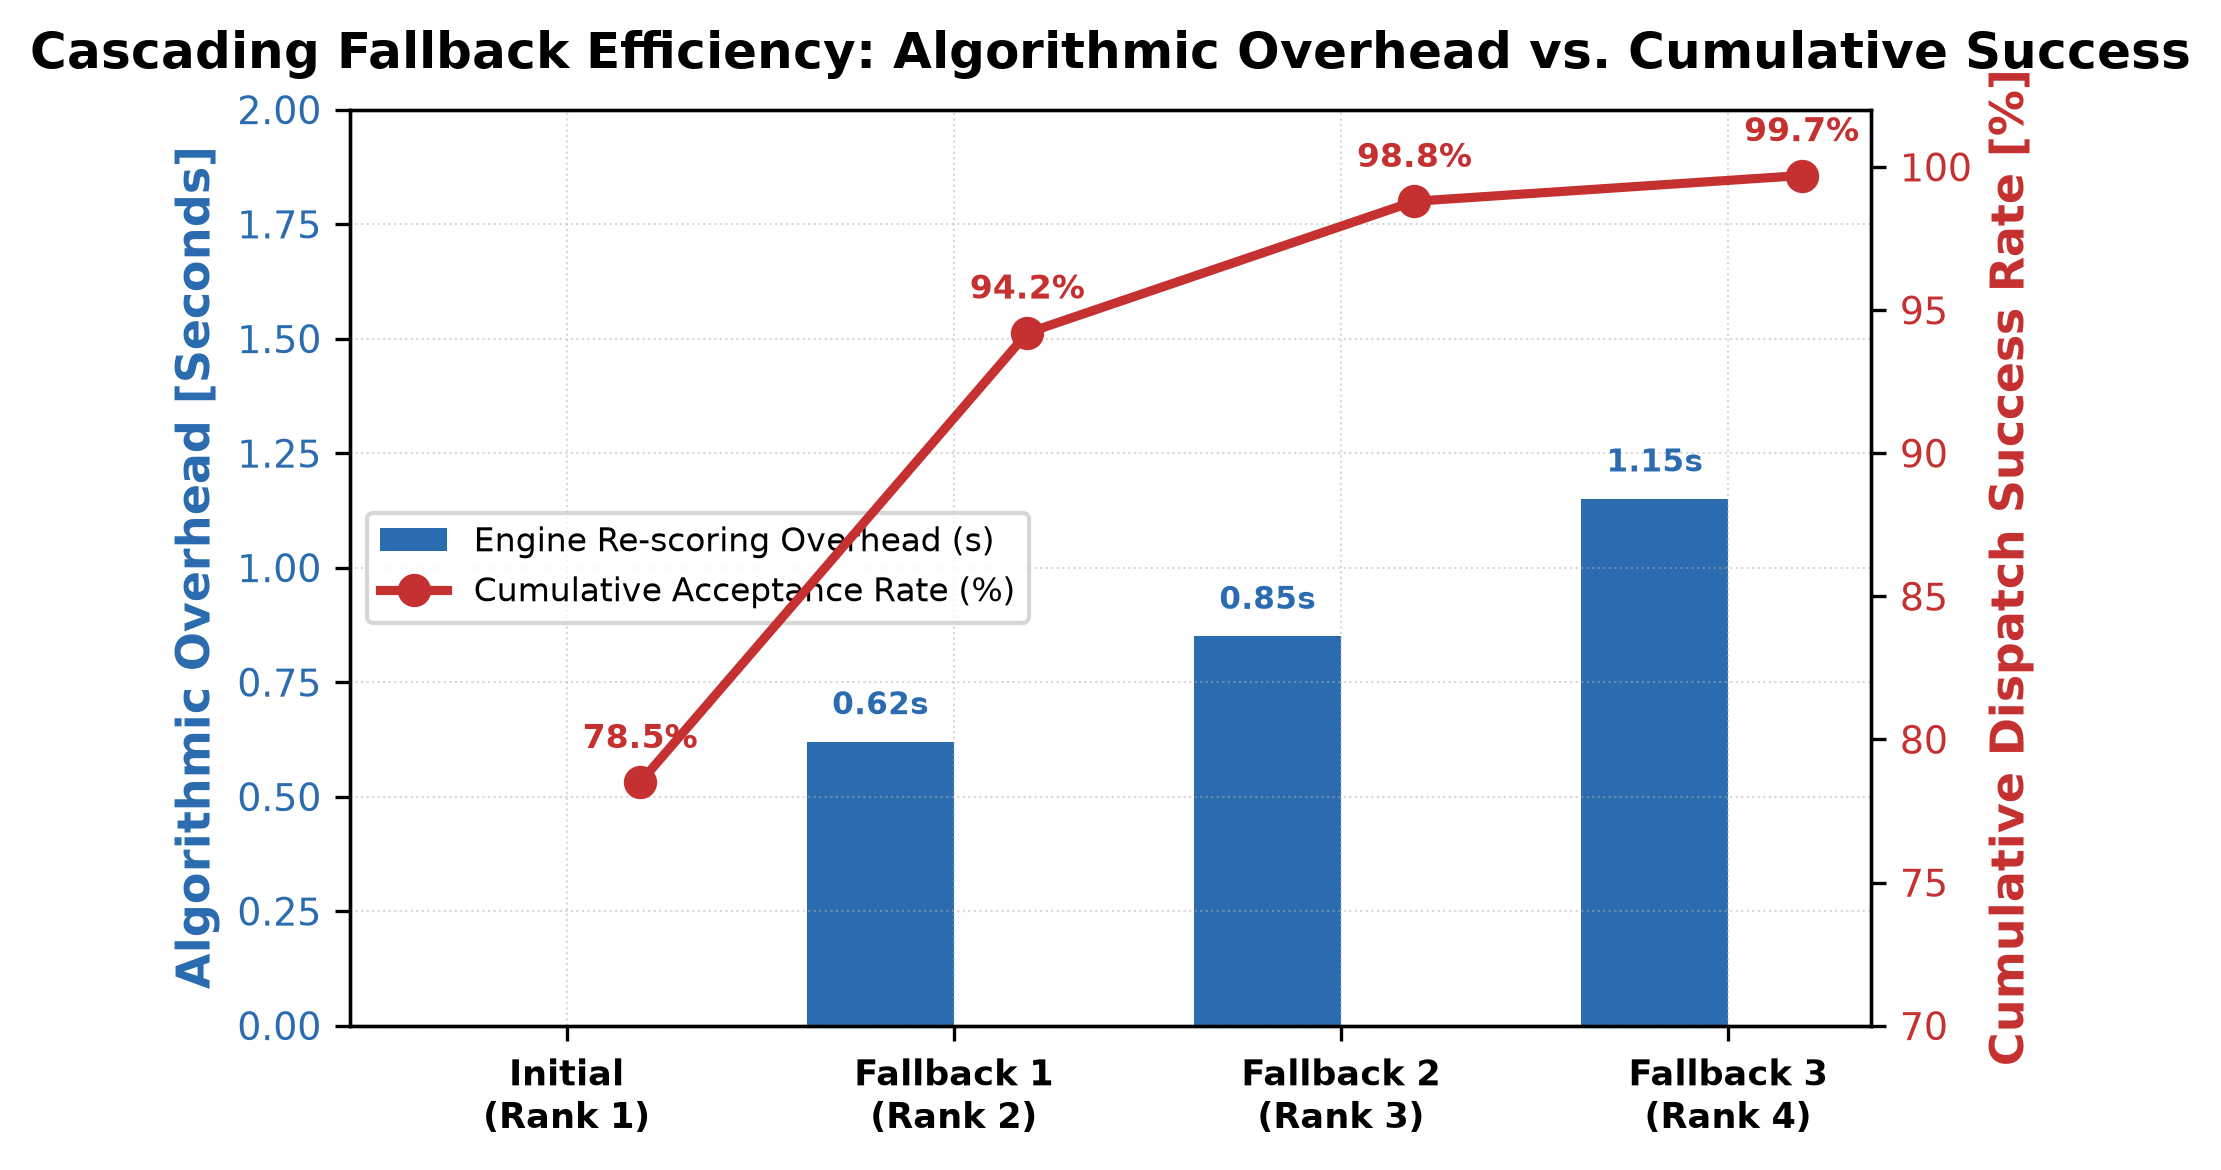 Cascading Fallback Efficiency: Algorithmic Overhead vs. Cumulative Success
Algorithmic Overhead [Seconds]
2.00
1.75
1.50
1.25
1.00
0.75
0.50
0.25
0.00
Engine Re-scoring Overhead (s)
Cumulative Acceptance Rate (%)
78.5%
94.2%
98.8%
99.7%
0.62s
0.85s
1.15s
Initial
(Rank 1)
Fallback 1
(Rank 2)
Fallback 2
(Rank 3)
Fallback 3
(Rank 4)
100
95
90
85
80
75
70
Cumulative Dispatch Success Rate [%]